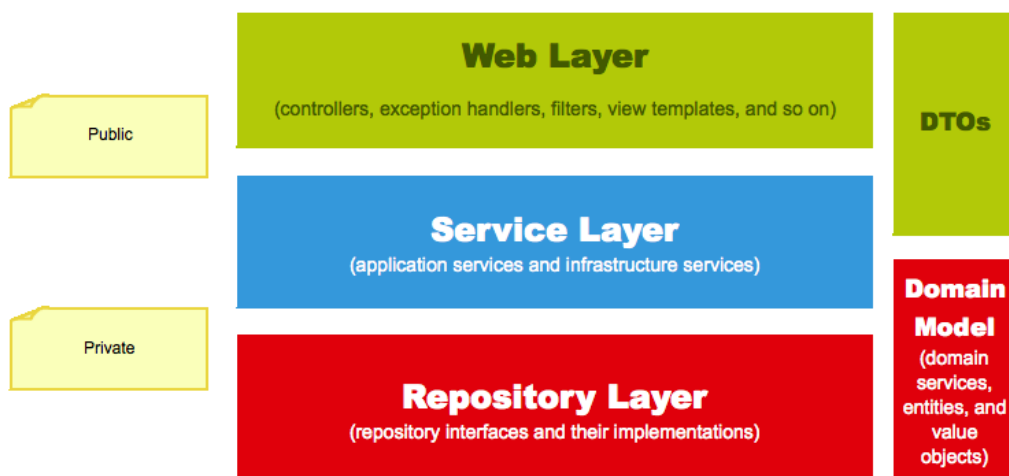 Web Layer
(controllers, exception handlers, filters, view templates, and so on)
DTOs
Public
Service Layer
(application services and infrastructure services)
Private
Repository Layer
(repository interfaces and their implementations)
Domain
Model
(domain
services,
entities, and
value
objects)